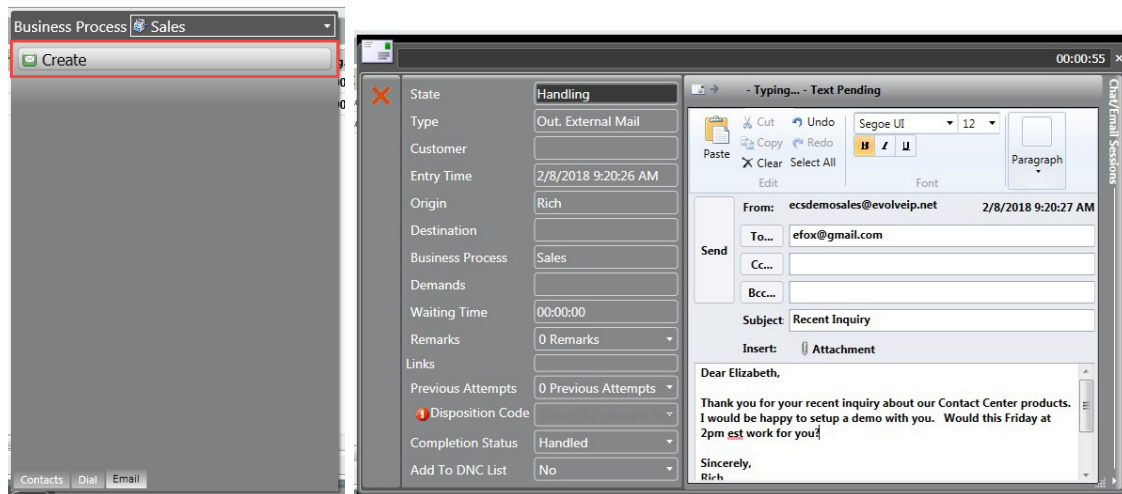 Business Process Sales
Create
Contacts Dial Email
00:00:55 ×
State Handling
Type Out. External Mail
Customer
Entry Time 2/8/2018 9:20:26 AM
Origin Rich
Destination
Business Process Sales
Demands
Waiting Time 00:00:00
Remarks 0 Remarks
Links
Previous Attempts 0 Previous Attempts
Disposition Code
Completion Status Handled
Add To DNC List No
- Typing... - Text Pending
Paste
Cut Undo
Copy Redo
Clear Select All
Edit
Segoe UI 12
B I U
Font
Paragraph
From: ecsdemosales@evolveip.net 2/8/2018 9:20:27 AM
Send
To... efox@gmail.com
Cc...
Bcc...
Subject Recent Inquiry
Insert: Attachment
Dear Elizabeth,
Thank you for your recent inquiry about our Contact Center products.
I would be happy to setup a demo with you. Would this Friday at
2pm est work for you?
Sincerely,
Rich
Chat/Email Sessions